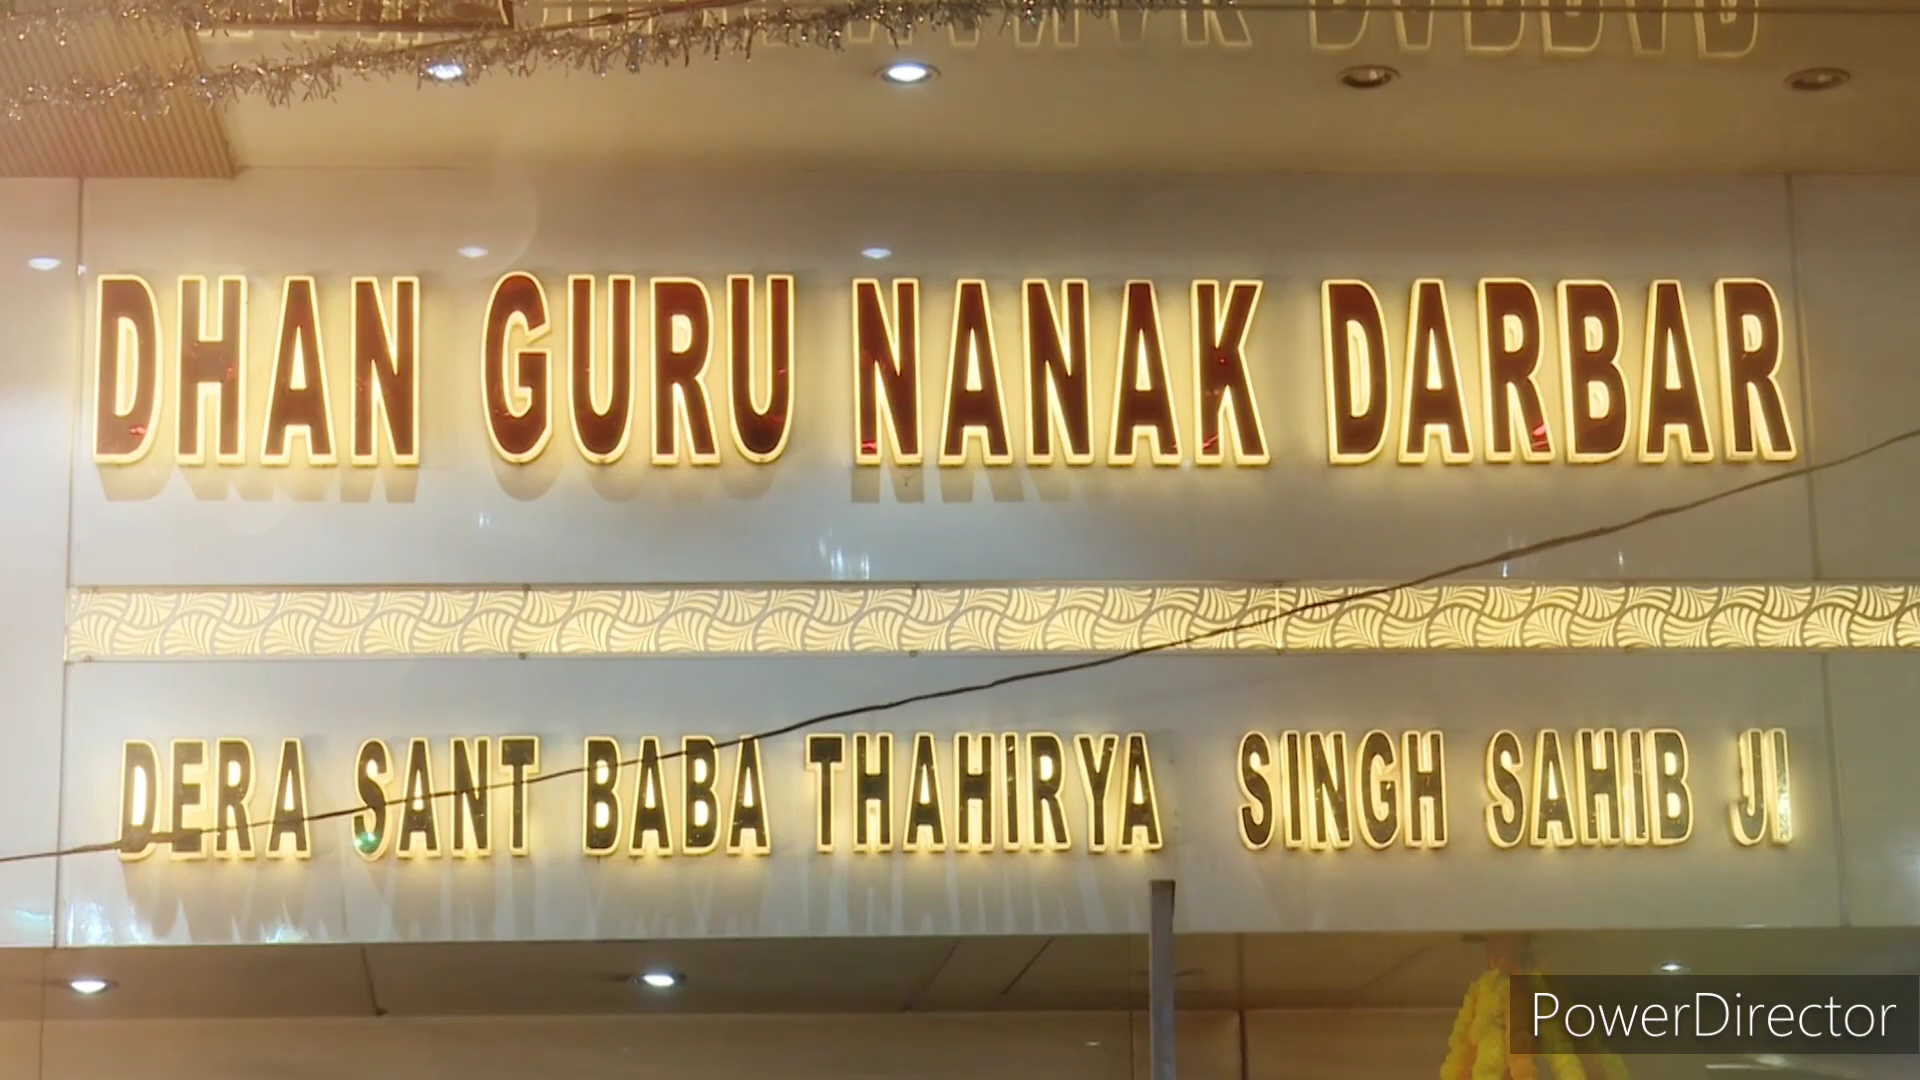 DHAN GURU NANAK DARBAR
DERA SANT BABA THAHIRYA SINGH SAHIB JI
PowerDirector